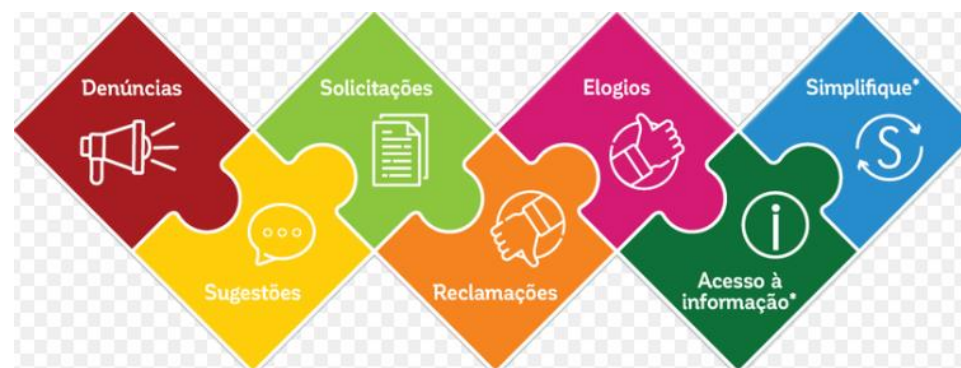 Denúncias
Solicitações
Elogios
Simplifique*
Sugestões
Reclamações
Acesso à
informação*